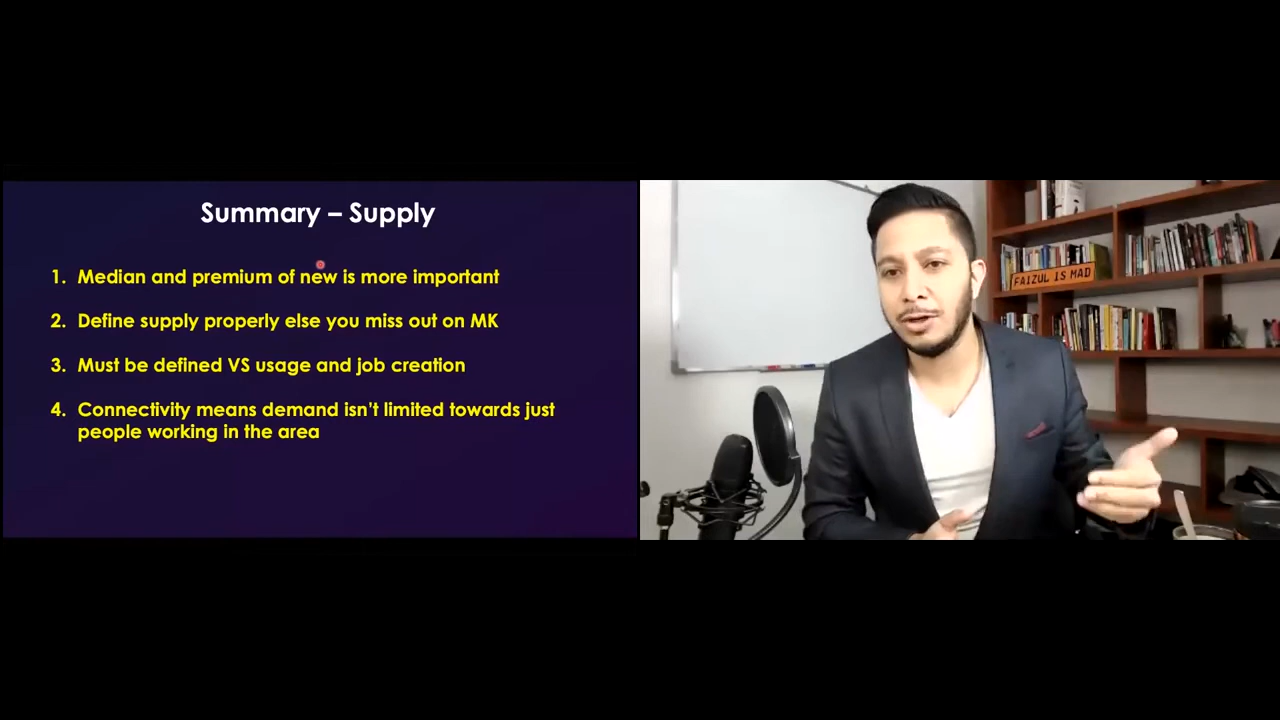 Summary – Supply
1. Median and premium of new is more important
2. Define supply properly else you miss out on MK
3. Must be defined VS usage and job creation
4. Connectivity means demand isn't limited towards just
people working in the area
FAIZUL IS MAD